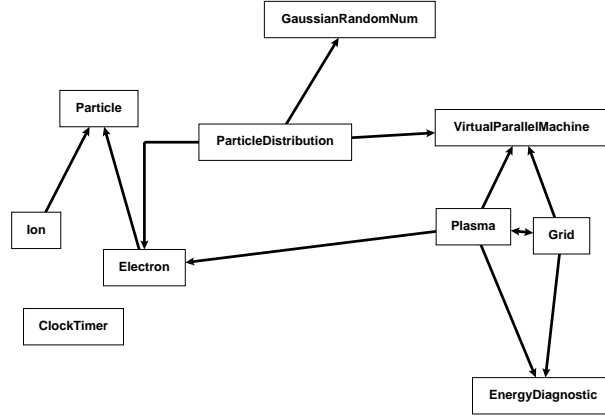 GaussianRandomNum
Particle
ParticleDistribution
VirtualParallelMachine
Ion
Plasma
Grid
Electron
ClockTimer
EnergyDiagnostic